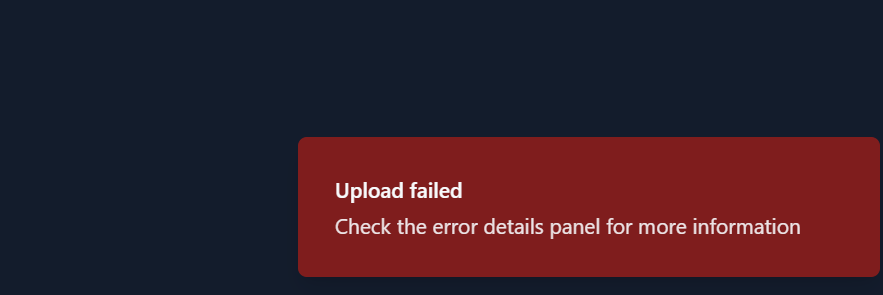 Upload failed
Check the error details panel for more information